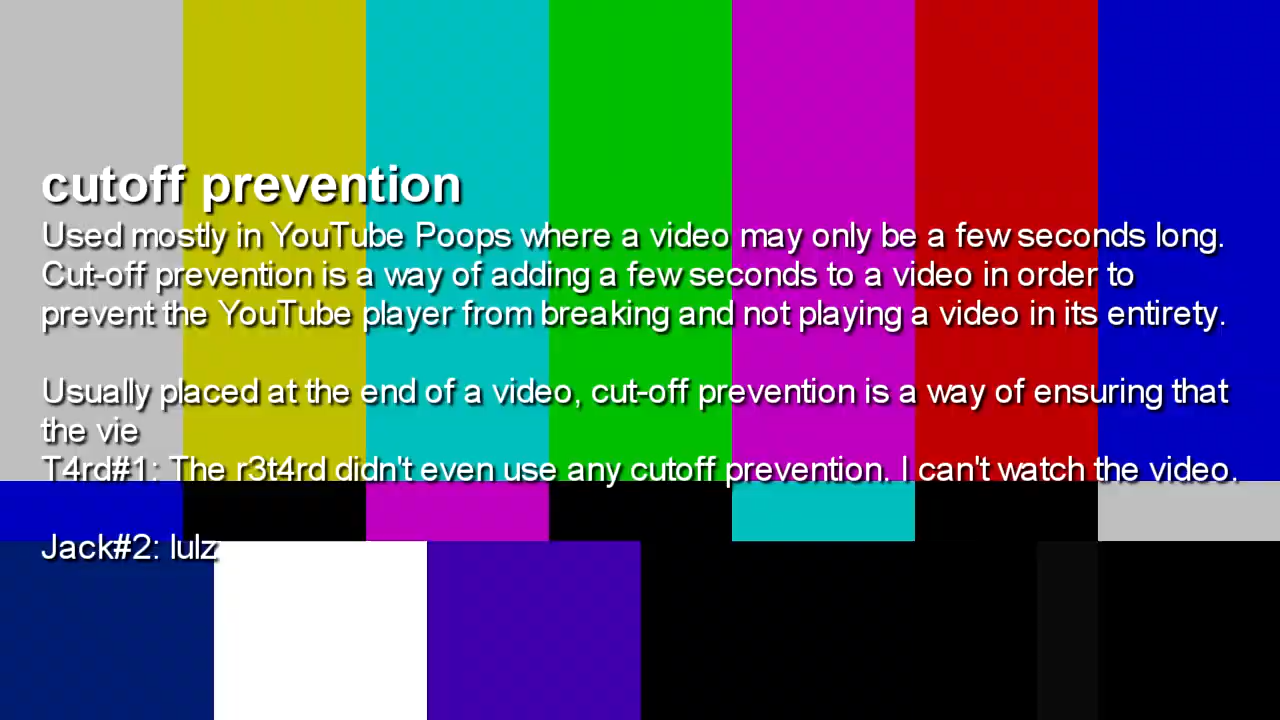 cutoff prevention
Used mostly in YouTube Poops where a video may only be a few seconds long.
Cut-off prevention is a way of adding a few seconds to a video in order to
prevent the YouTube player from breaking and not playing a video in its entirety.
Usually placed at the end of a video, cut-off prevention is a way of ensuring that
the vie
T4rd#1: The r3t4rd didn't even use any cutoff prevention. I can't watch the video.
Jack#2: lulz